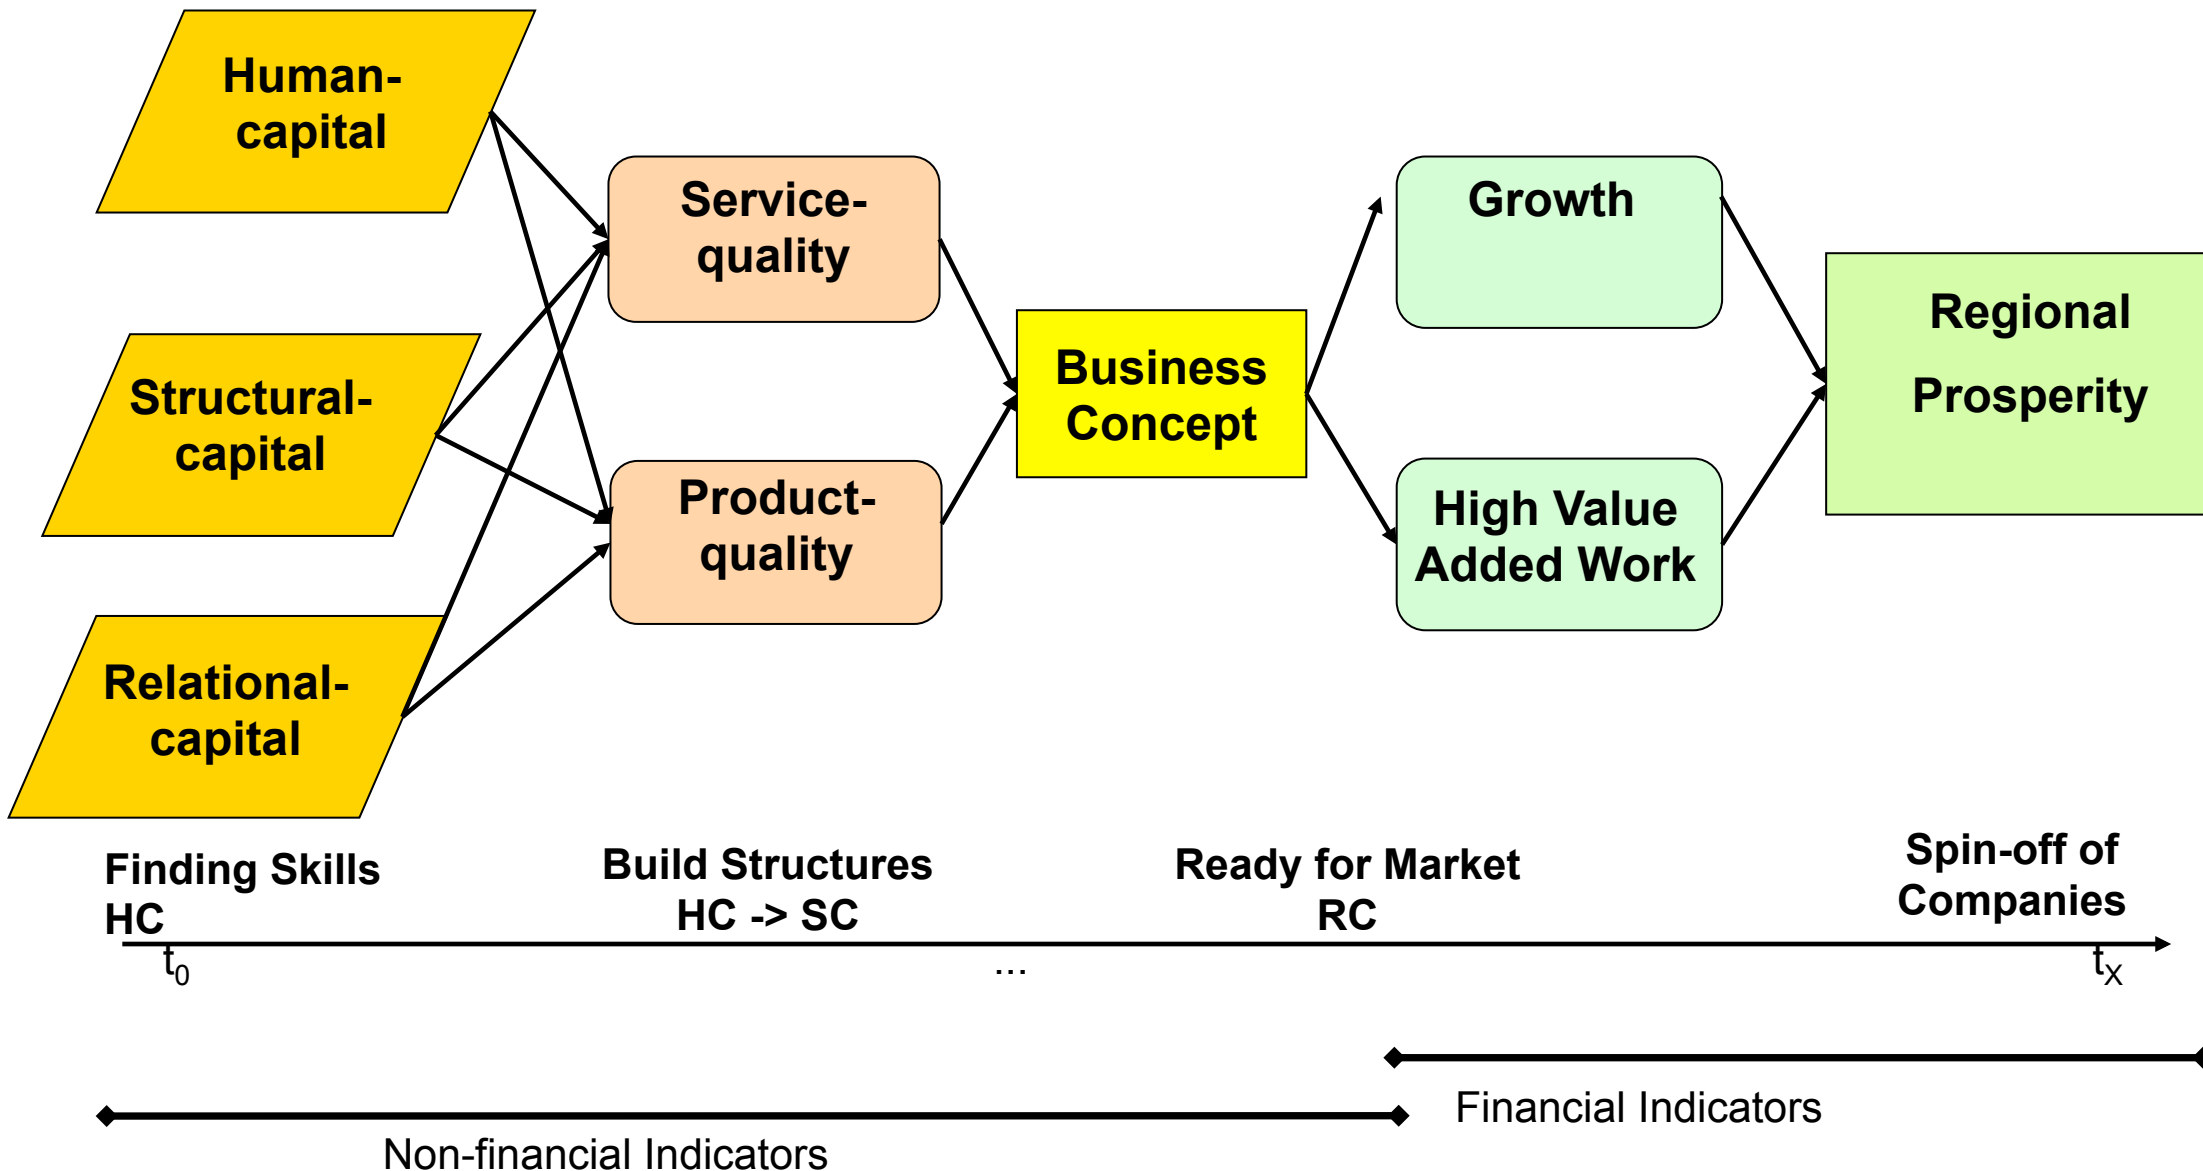 Human-
capital
Structural-
capital
Relational-
capital
Service-
quality
Product-
quality
Business
Concept
Growth
High Value
Added Work
Regional
Prosperity
Finding Skills
HC
Build Structures
HC -> SC
Ready for Market
RC
Spin-off of
Companies
t0
...
tX
Financial Indicators
Non-financial Indicators